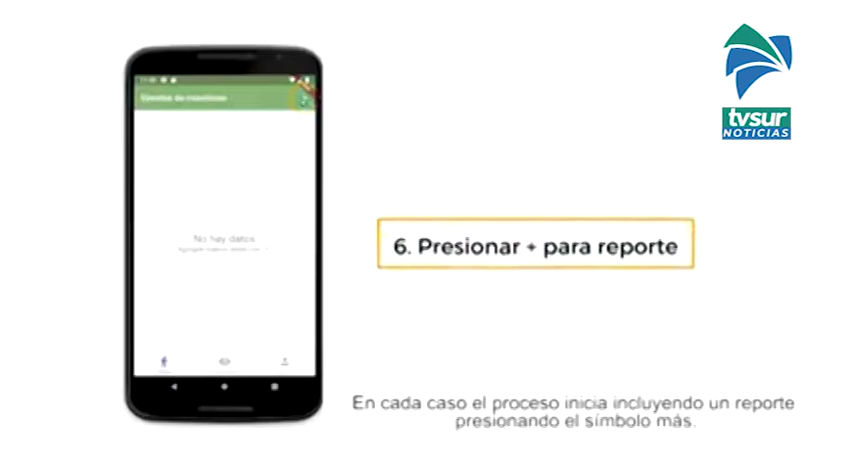 tvsur
NOTICIAS
No hay datos
6. Presionar + para reporte
En cada caso el proceso inicia incluyendo un reporte
presionando el símbolo más.